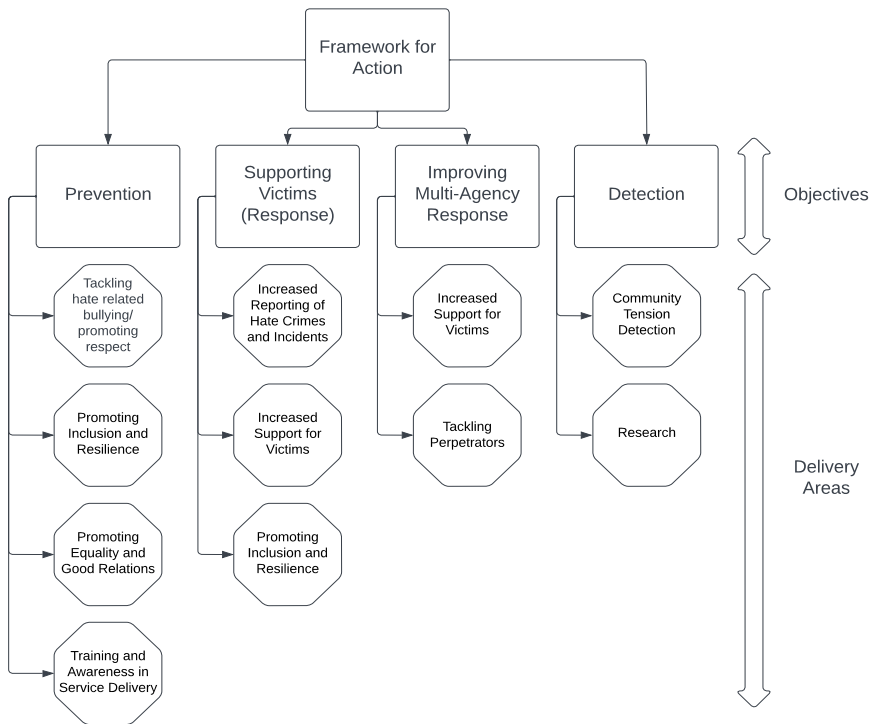 Framework for
Action
Prevention
Supporting
Victims
(Response)
Improving
Multi-Agency
Response
Detection
Objectives
Tackling
hate related
bullying/
promoting
respect
Increased
Reporting of
Hate Crimes
and Incidents
Increased
Support for
Victims
Community
Tension
Detection
Promoting
Inclusion and
Resilience
Increased
Support for
Victims
Tackling
Perpetrators
Research
Delivery
Areas
Promoting
Equality and
Good Relations
Promoting
Inclusion and
Resilience
Training and
Awareness in
Service Delivery